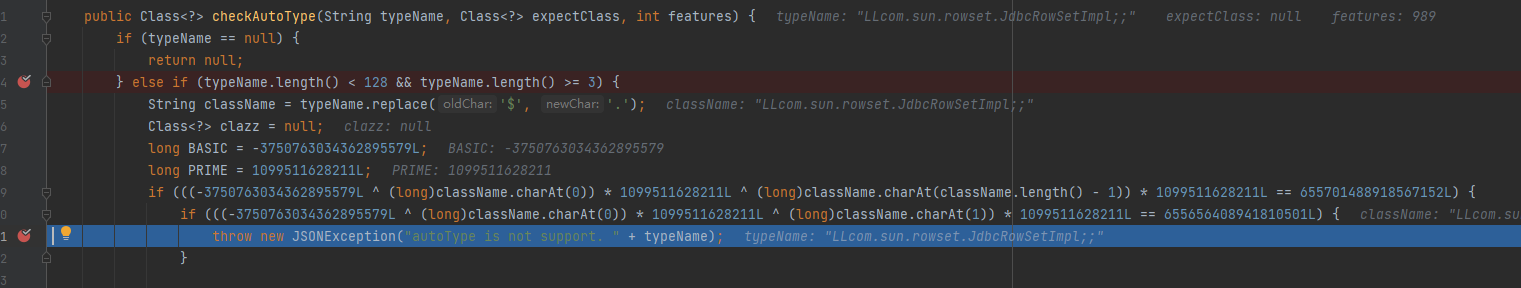 1 public Class<?> checkAutoType(String typeName, Class<?> expectClass, int features) { typeName: "LLcom.sun.rowset.JdbcRowSetImpl;;" expectClass: null features: 989
2 if (typeName == null) {
3 return null;
4 } else if (typeName.length() < 128 && typeName.length() >= 3) {
5 String className = typeName.replace( oldChar: '$', newChar: '.'); className: "LLcom.sun.rowset.JdbcRowSetImpl;;"
6 Class<?> clazz = null; clazz: null
7 long BASIC = -3750763034362895579L; BASIC: -3750763034362895579
8 long PRIME = 1099511628211L; PRIME: 1099511628211
9 if (((-3750763034362895579L ^ (long)className.charAt(0)) * 1099511628211L ^ (long)className.charAt(className.length() - 1)) * 1099511628211L == 655701488918567152L) {
0 if (((-3750763034362895579L ^ (long)className.charAt(0)) * 1099511628211L ^ (long)className.charAt(1)) * 1099511628211L == 655656408941810501L) { className: "LLcom.su
1 throw new JSONException("autoType is not support. " + typeName); typeName: "LLcom.sun.rowset.JdbcRowSetImpl;;"
2 }
3